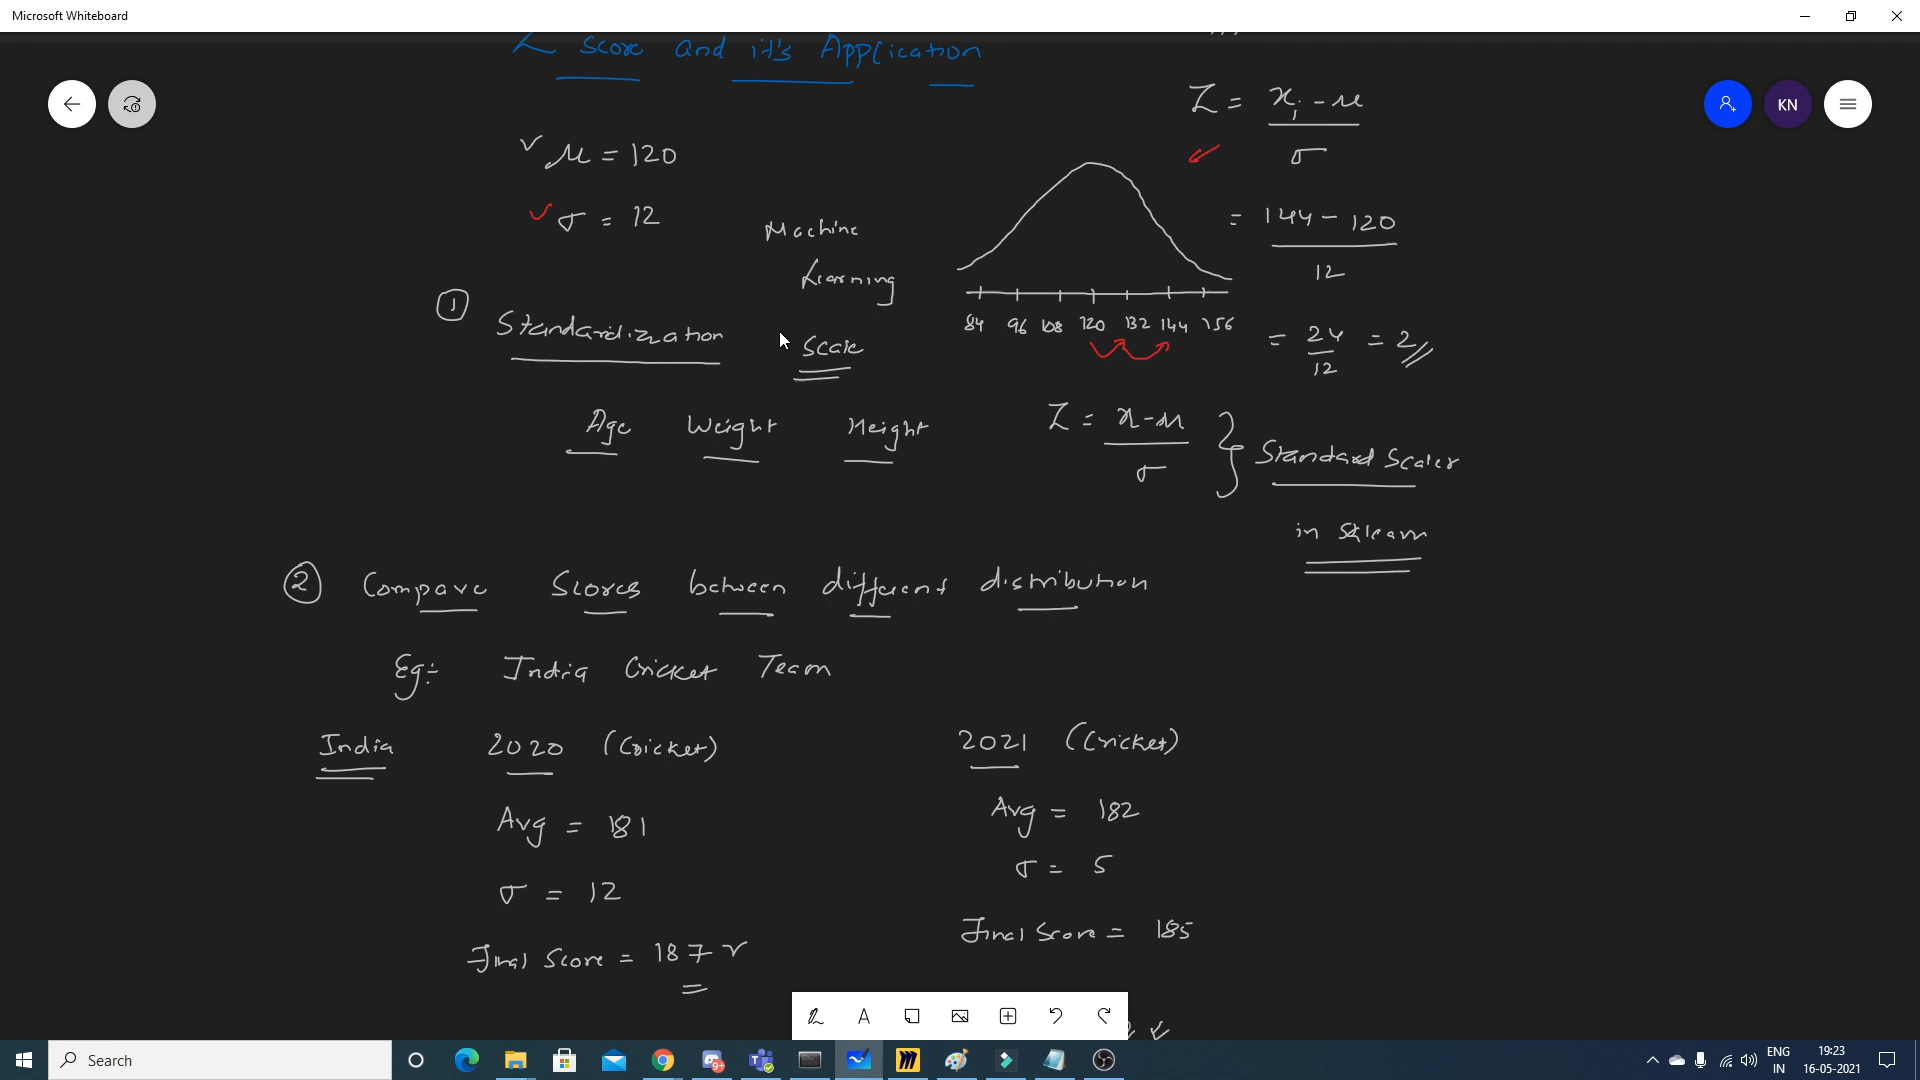 Microsoft Whiteboard
Z score and it's Application
Z = xi - μ
σ
μ = 120
σ = 12
= 144 - 120
12
= 24 = 2
12
Machine
Learning
84 96 108 120 132 144 156
① Standardization
Scale
Age Weight Height
Z = x - μ
σ
Standard Scaler
in Sklearn
② Compare Scores between different distribution
Eg:- India Cricket Team
India 2020 (Cricket)
Avg = 181
σ = 12
Final Score = 187
2021 (Cricket)
Avg = 182
σ = 5
Final Score = 185
KN
Search
9+
ENG
IN
19:23
16-05-2021